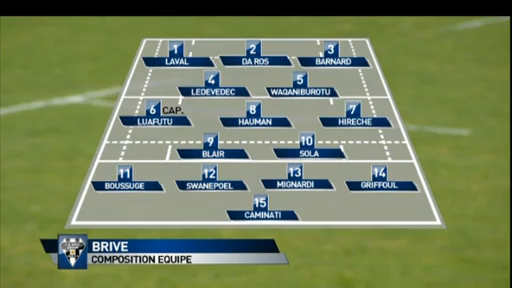 1 2 3
LAVAL DA ROS BARNARD
4 5
LEDEVEDEC WAQANIBUROTU
6 CAP. 8 7
LUAFUTU HAUMAN HIRECHE
9 10
BLAIR SOLA
11 12 13 14
BOUSSUGE SWANEPOEL MIGNARDI GRIFFOUL
15
CAMINATI
BRIVE
COMPOSITION EQUIPE